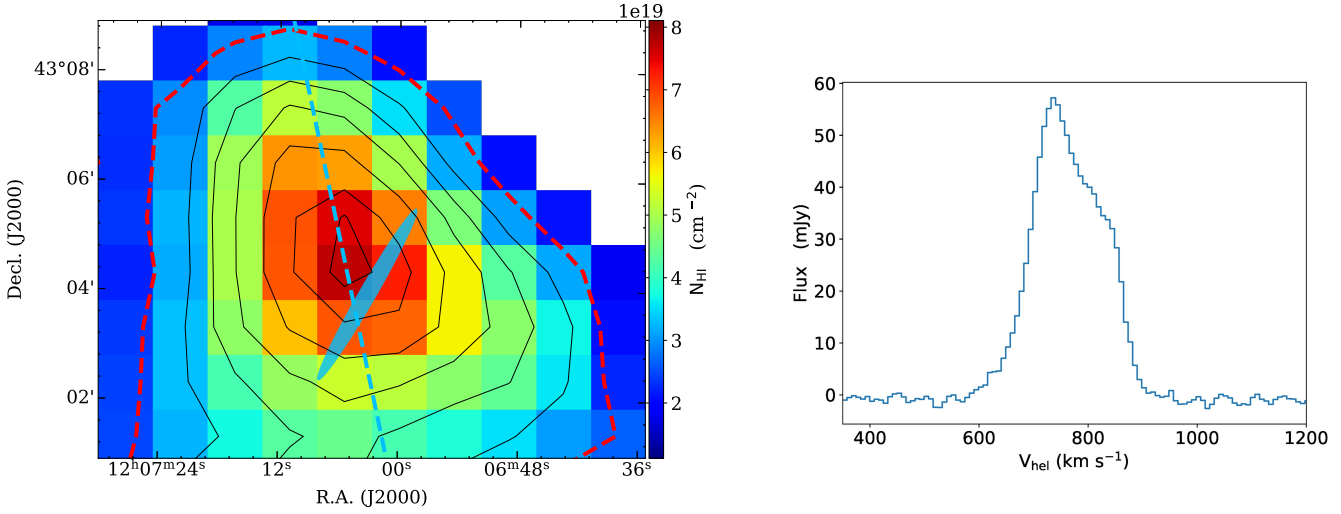 1e19
43°08'
06'
04'
02'
Decl. (J2000)
12ʰ07ᵐ24ˢ
12ˢ
00ˢ
06ᵐ48ˢ
36ˢ
R.A. (J2000)
8
7
6
5
4
3
2
N_HI (cm⁻²)
60
50
40
30
20
10
0
Flux (mJy)
400
600
800
1000
1200
V_hel (km s⁻¹)